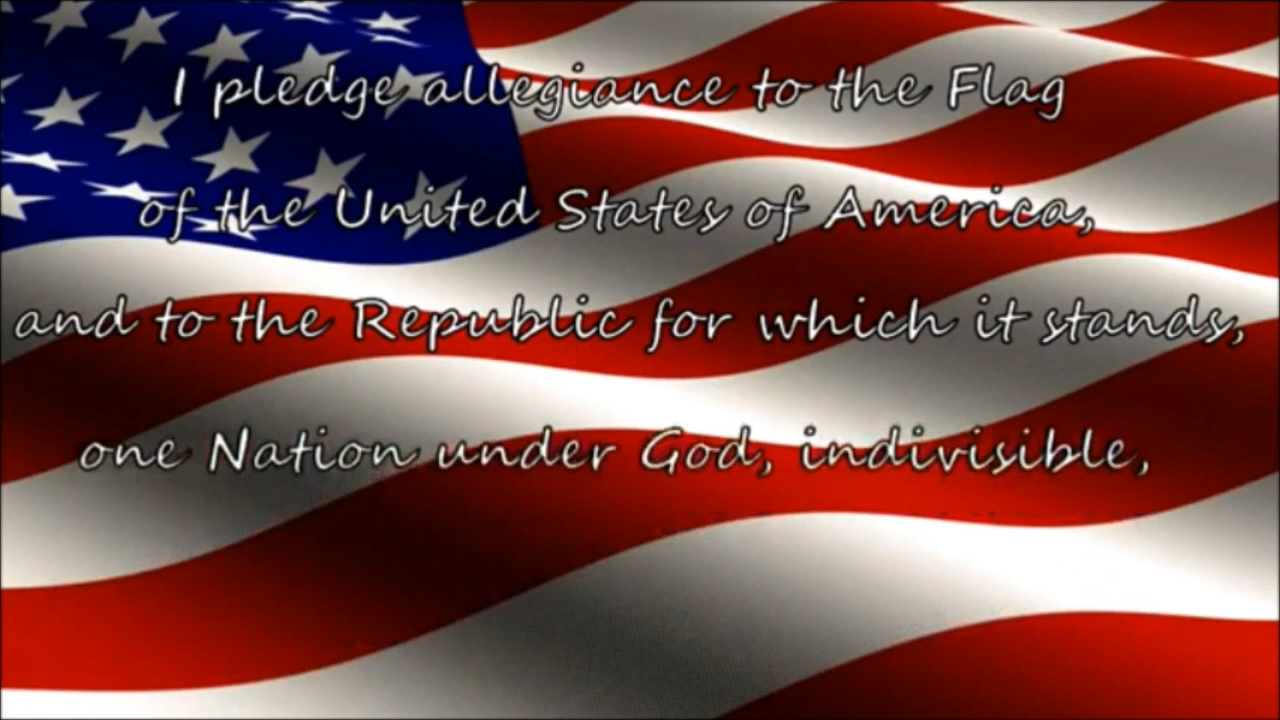 I pledge allegiance to the Flag
of the United States of America,
and to the Republic for which it stands,
one Nation under God, indivisible,